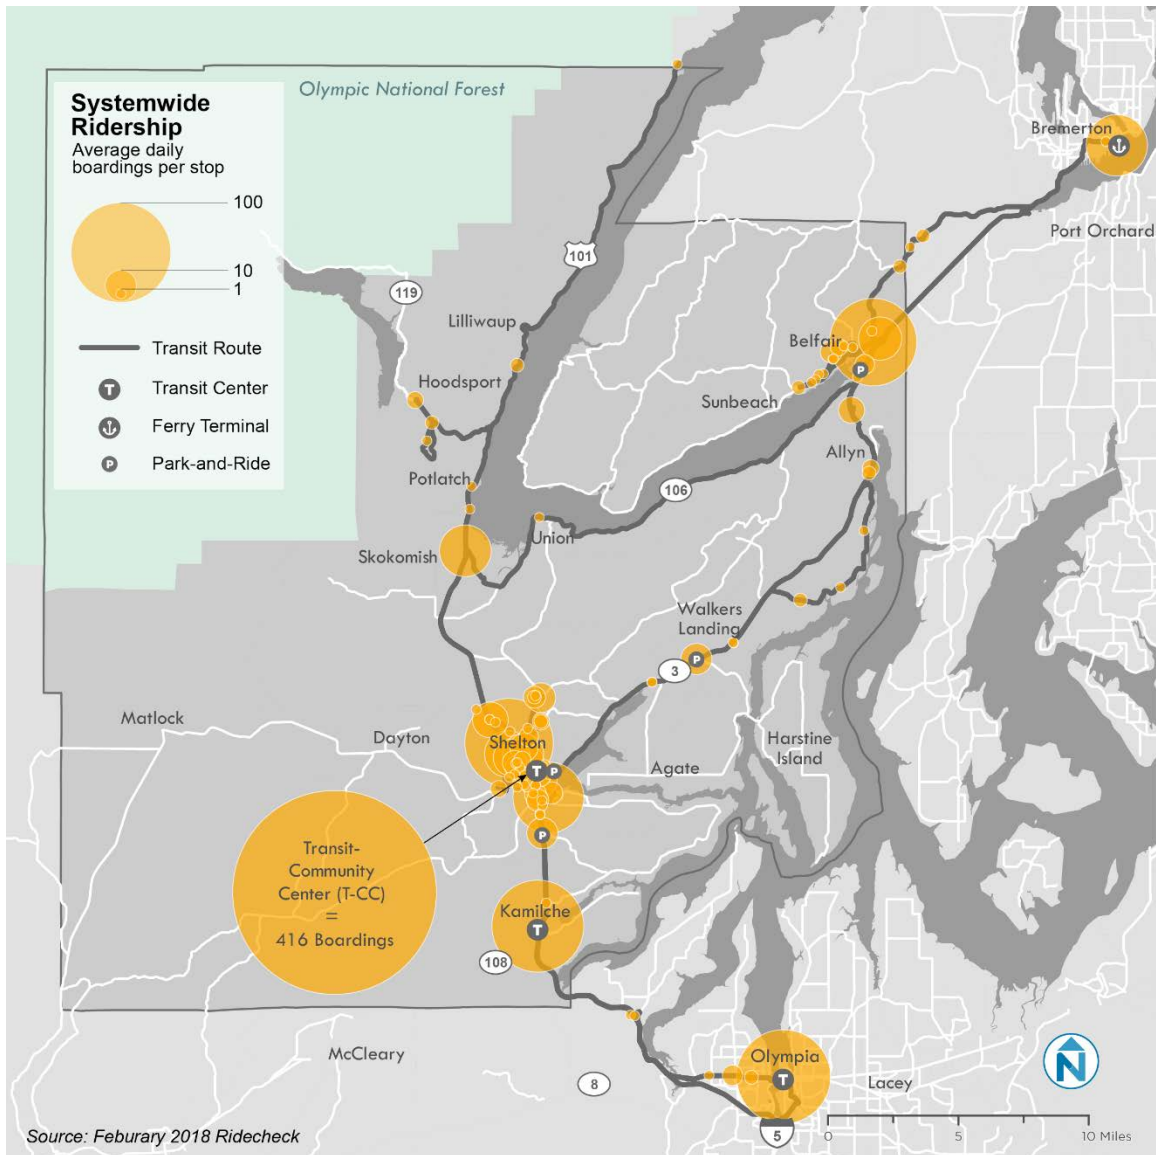 Systemwide
Ridership
Average daily
boardings per stop
100
10
1
Transit Route
T
Transit Center
Ferry Terminal
P
Park-and-Ride
Olympic National Forest
Bremerton
Port Orchard
101
119
Lilliwaup
Hoodsport
Belfair
P
Sunbeach
Allyn
Potlatch
106
Union
Skokomish
Walkers
Landing
P
3
Matlock
Dayton
Shelton
T
P
Agate
Harstine
Island
P
Transit-
Community
Center (T-CC)
=
416 Boardings
Kamilche
T
108
McCleary
8
Olympia
T
Lacey
N
5
0
5
10 Miles
Source: Feburary 2018 Ridecheck